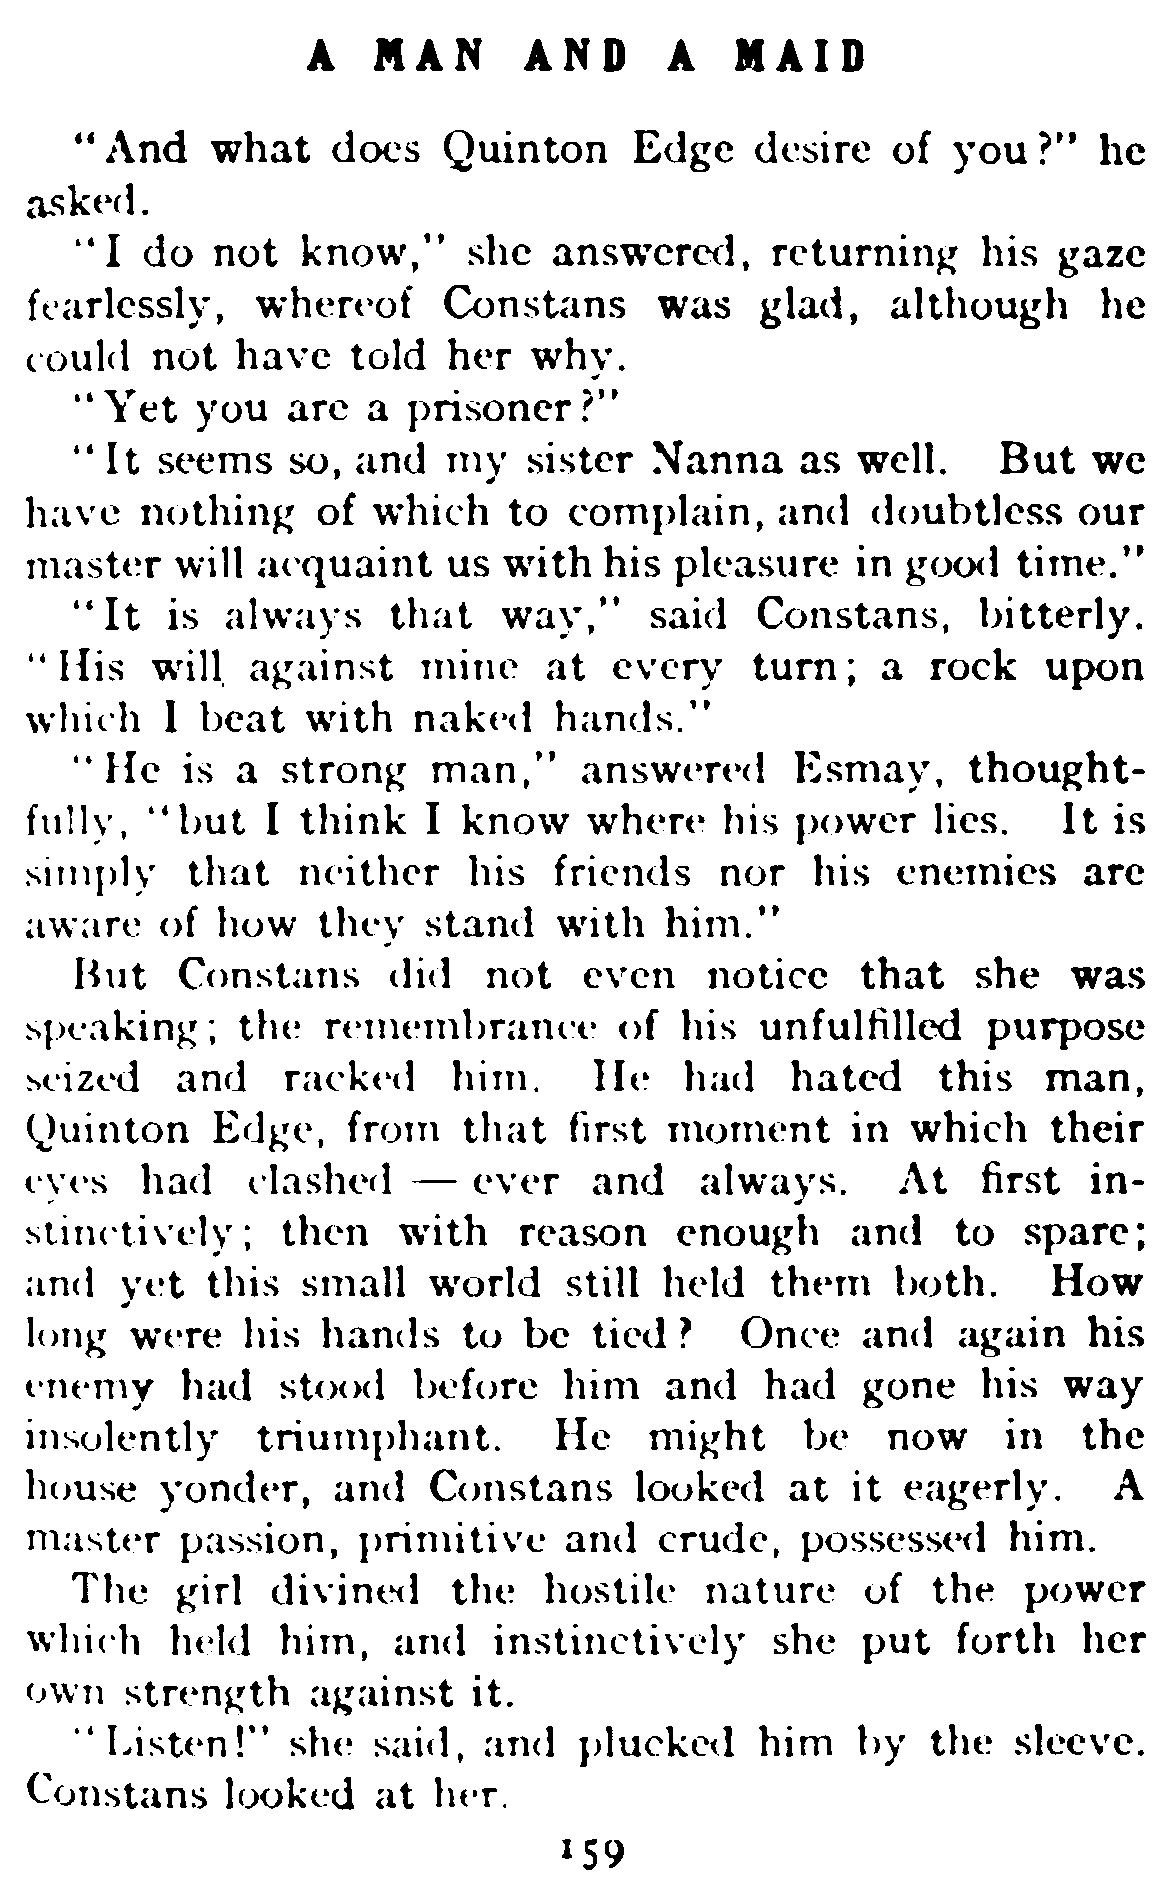 A MAN AND A MAID
"And what does Quinton Edge desire of you?" he
asked.
"I do not know," she answered, returning his gaze
fearlessly, whereof Constans was glad, although he
could not have told her why.
"Yet you are a prisoner?"
"It seems so, and my sister Nanna as well. But we
have nothing of which to complain, and doubtless our
master will acquaint us with his pleasure in good time."
"It is always that way," said Constans, bitterly.
"His will against mine at every turn; a rock upon
which I beat with naked hands."
"He is a strong man," answered Esmay, thought-
fully, "but I think I know where his power lies. It is
simply that neither his friends nor his enemies are
aware of how they stand with him."
But Constans did not even notice that she was
speaking; the remembrance of his unfulfilled purpose
seized and racked him. He had hated this man,
Quinton Edge, from that first moment in which their
eyes had clashed — ever and always. At first in-
stinctively; then with reason enough and to spare;
and yet this small world still held them both. How
long were his hands to be tied? Once and again his
enemy had stood before him and had gone his way
insolently triumphant. He might be now in the
house yonder, and Constans looked at it eagerly. A
master passion, primitive and crude, possessed him.
The girl divined the hostile nature of the power
which held him, and instinctively she put forth her
own strength against it.
"Listen!" she said, and plucked him by the sleeve.
Constans looked at her.
159